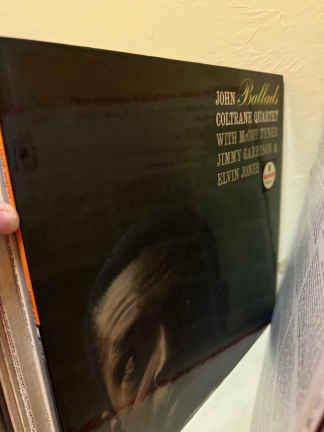 JOHN Ballads
COLTRANE QUARTET
WITH McCOY TYNER
JIMMY GARRISON &
ELVIN JONES